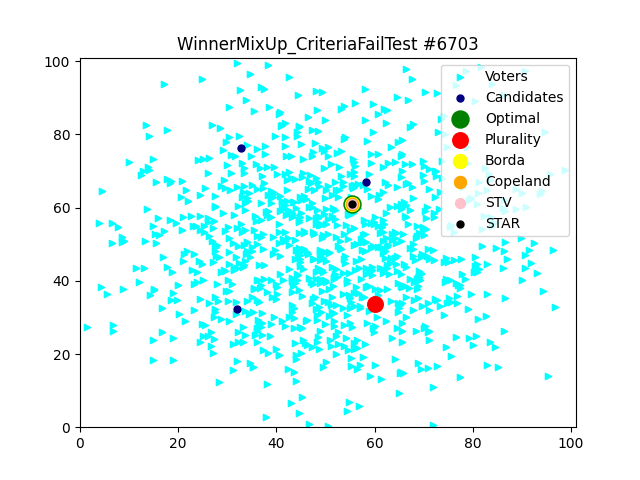 WinnerMixUp_CriteriaFailTest #6703
100
80
60
40
20
0
0
20
40
60
80
100
Voters
Candidates
Optimal
Plurality
Borda
Copeland
STV
STAR